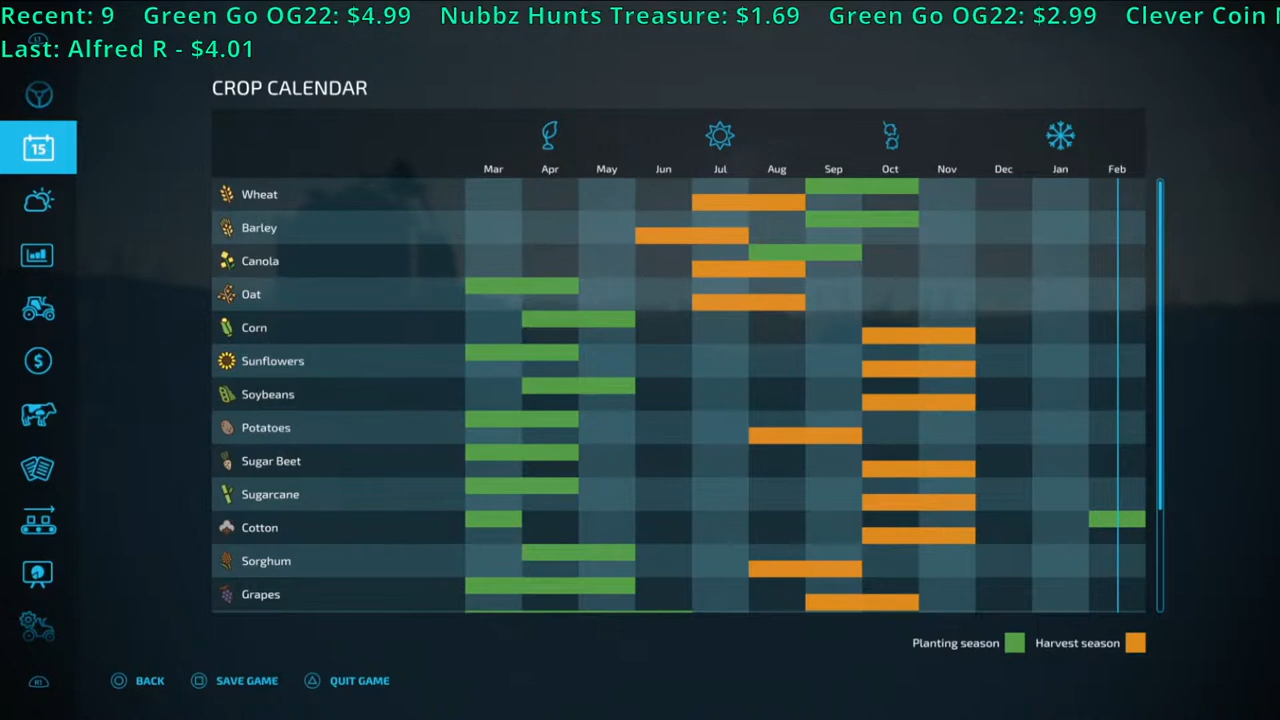 Recent: 9 Green Go OG22: $4.99 Nubbz Hunts Treasure: $1.69 Green Go OG22: $2.99 Clever Coin
Last: Alfred R - $4.01
CROP CALENDAR
15
Mar Apr May Jun Jul Aug Sep Oct Nov Dec Jan Feb
Wheat
Barley
Canola
Oat
Corn
Sunflowers
Soybeans
Potatoes
Sugar Beet
Sugarcane
Cotton
Sorghum
Grapes
Planting season Harvest season
R1 BACK SAVE GAME QUIT GAME